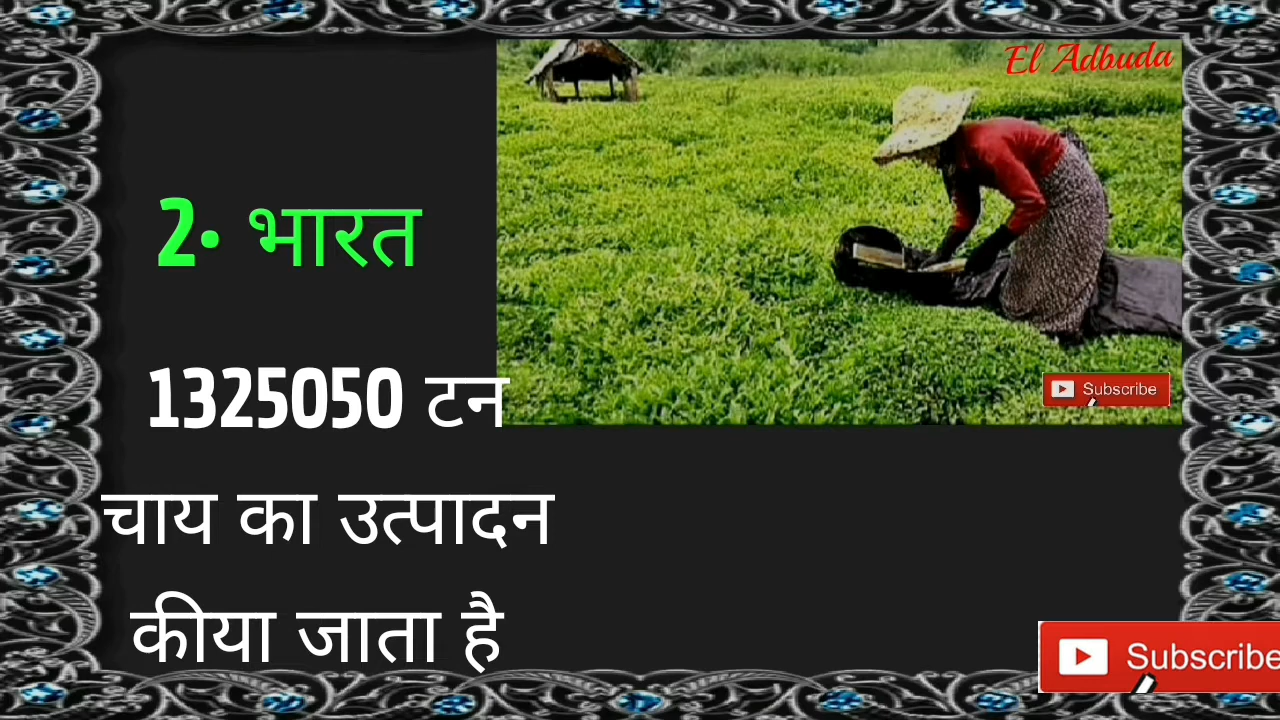 El Adbuda
2• भारत
1325050 टन
Subscribe
चाय का उत्पादन
कीया जाता है
Subscribe